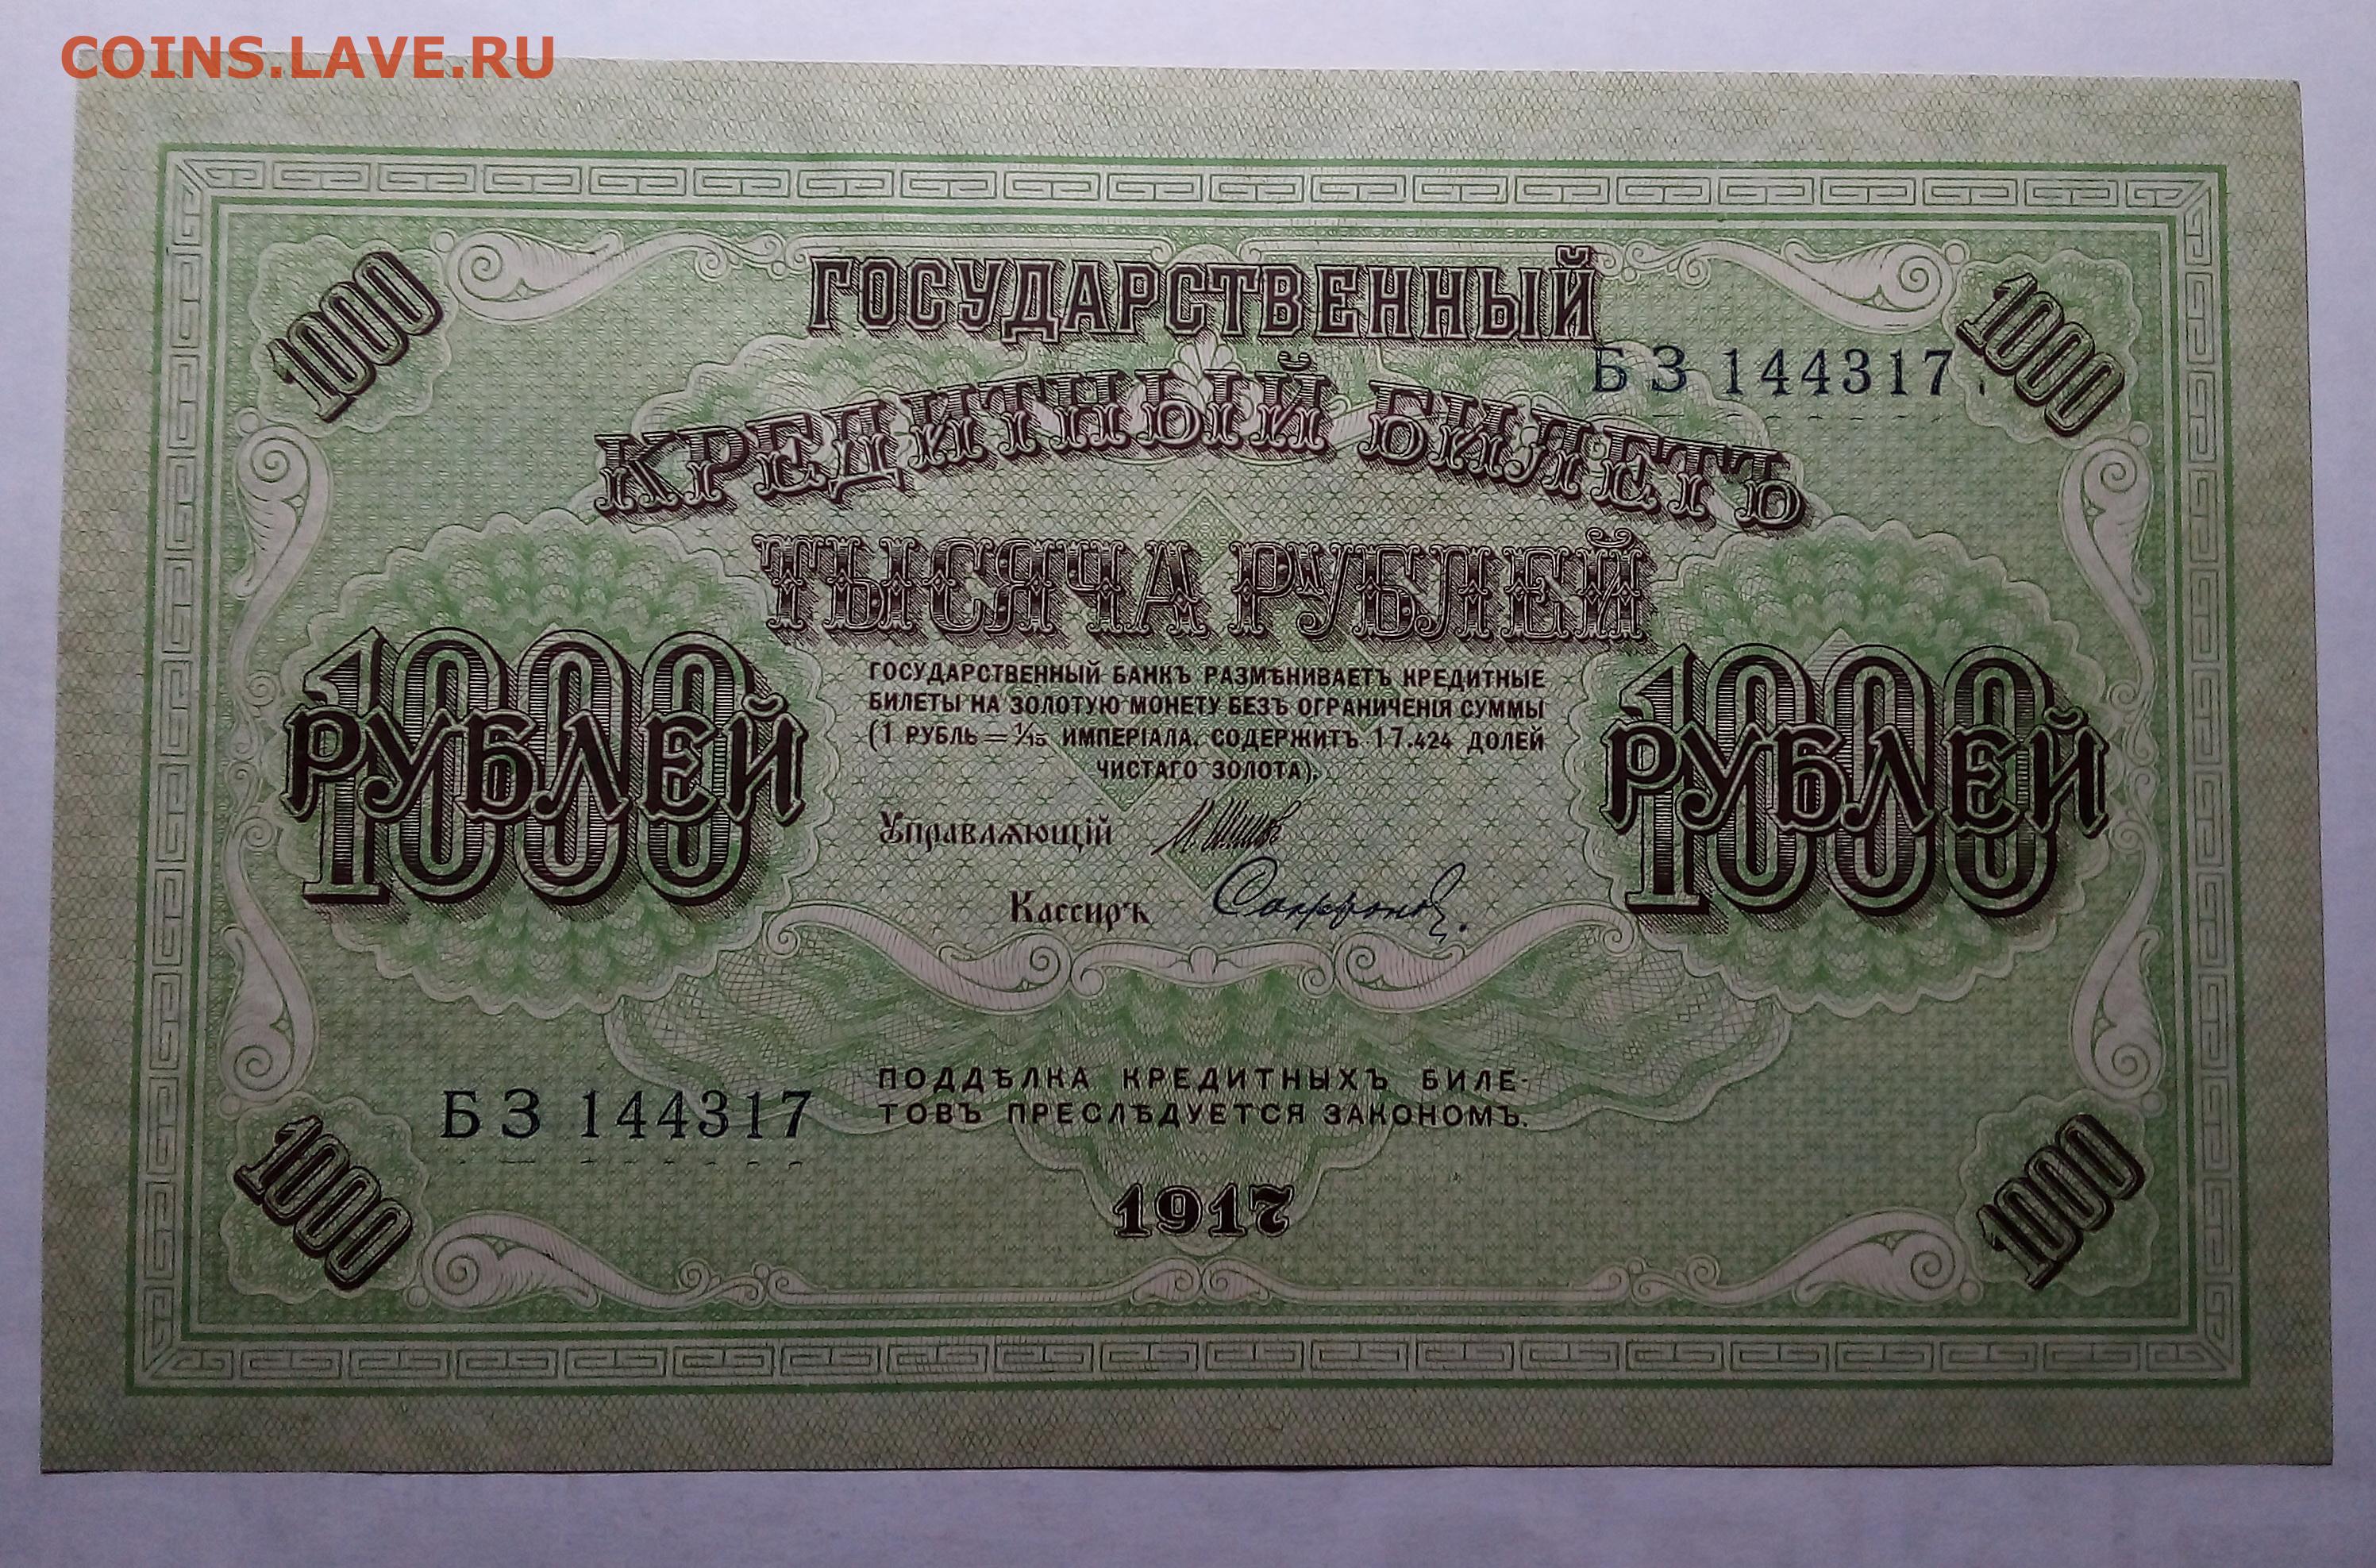 COINS.LAVE.RU
1000
ГОСУДАРСТВЕННЫЙ
1000
БЗ 144317
КРЕДИТНЫЙ БИЛЕТЪ
ТЫСЯЧА РУБЛЕЙ
1000
РУБЛЕЙ
1000
РУБЛЕЙ
ГОСУДАРСТВЕННЫЙ БАНКЪ РАЗМѢНИВАЕТЪ КРЕДИТНЫЕ
БИЛЕТЫ НА ЗОЛОТУЮ МОНЕТУ БЕЗЪ ОГРАНИЧЕНІЯ СУММЫ
(1 РУБЛЬ = 1/15 ИМПЕРІАЛА, СОДЕРЖИТЪ 17.424 ДОЛЕЙ
ЧИСТАГО ЗОЛОТА).
Управляющій И. Шипов
Кассиръ Сафронов.
БЗ 144317
ПОДДѢЛКА КРЕДИТНЫХЪ БИЛЕ-
ТОВЪ ПРЕСЛѢДУЕТСЯ ЗАКОНОМЪ.
1000
1917
1000